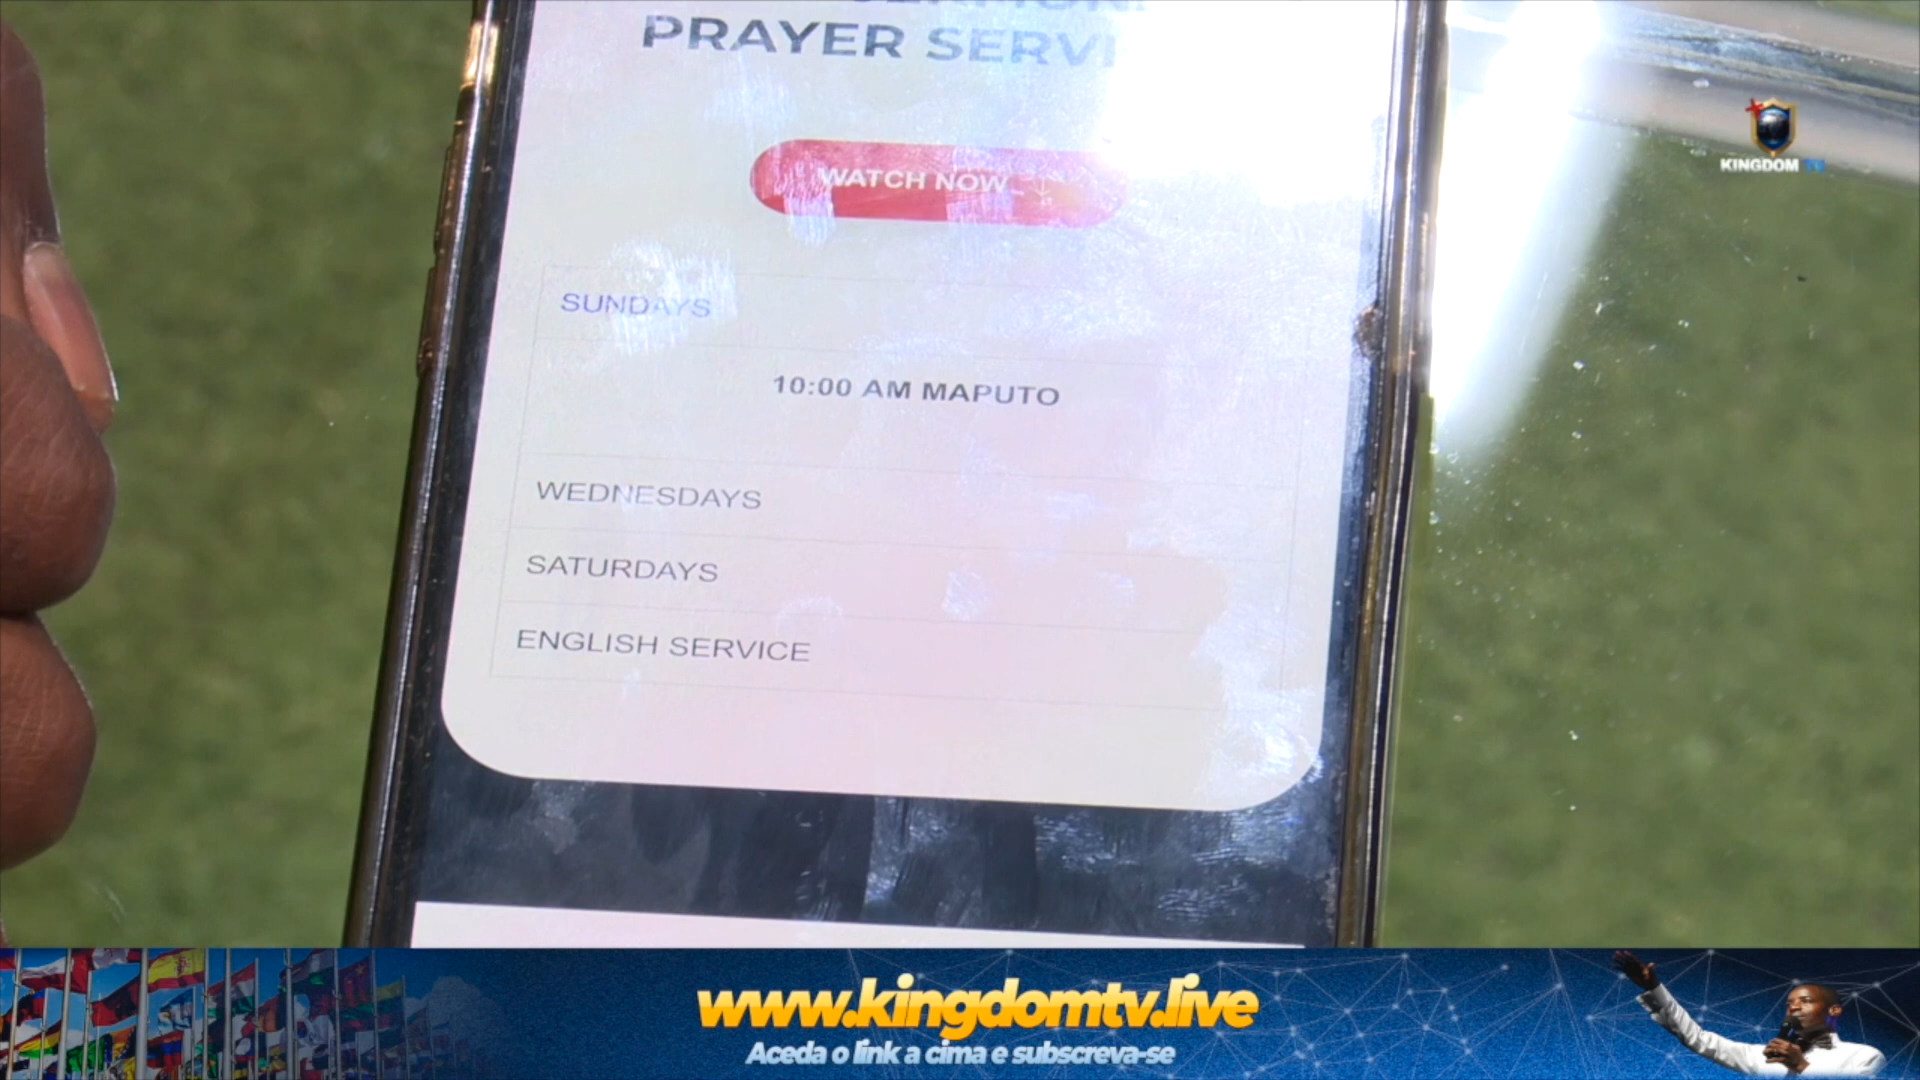 PRAYER SERVI
WATCH NOW
KINGDOM TV
SUNDAYS
10:00 AM MAPUTO
WEDNESDAYS
SATURDAYS
ENGLISH SERVICE
www.kingdomtv.live
Aceda o link a cima e subscreva-se